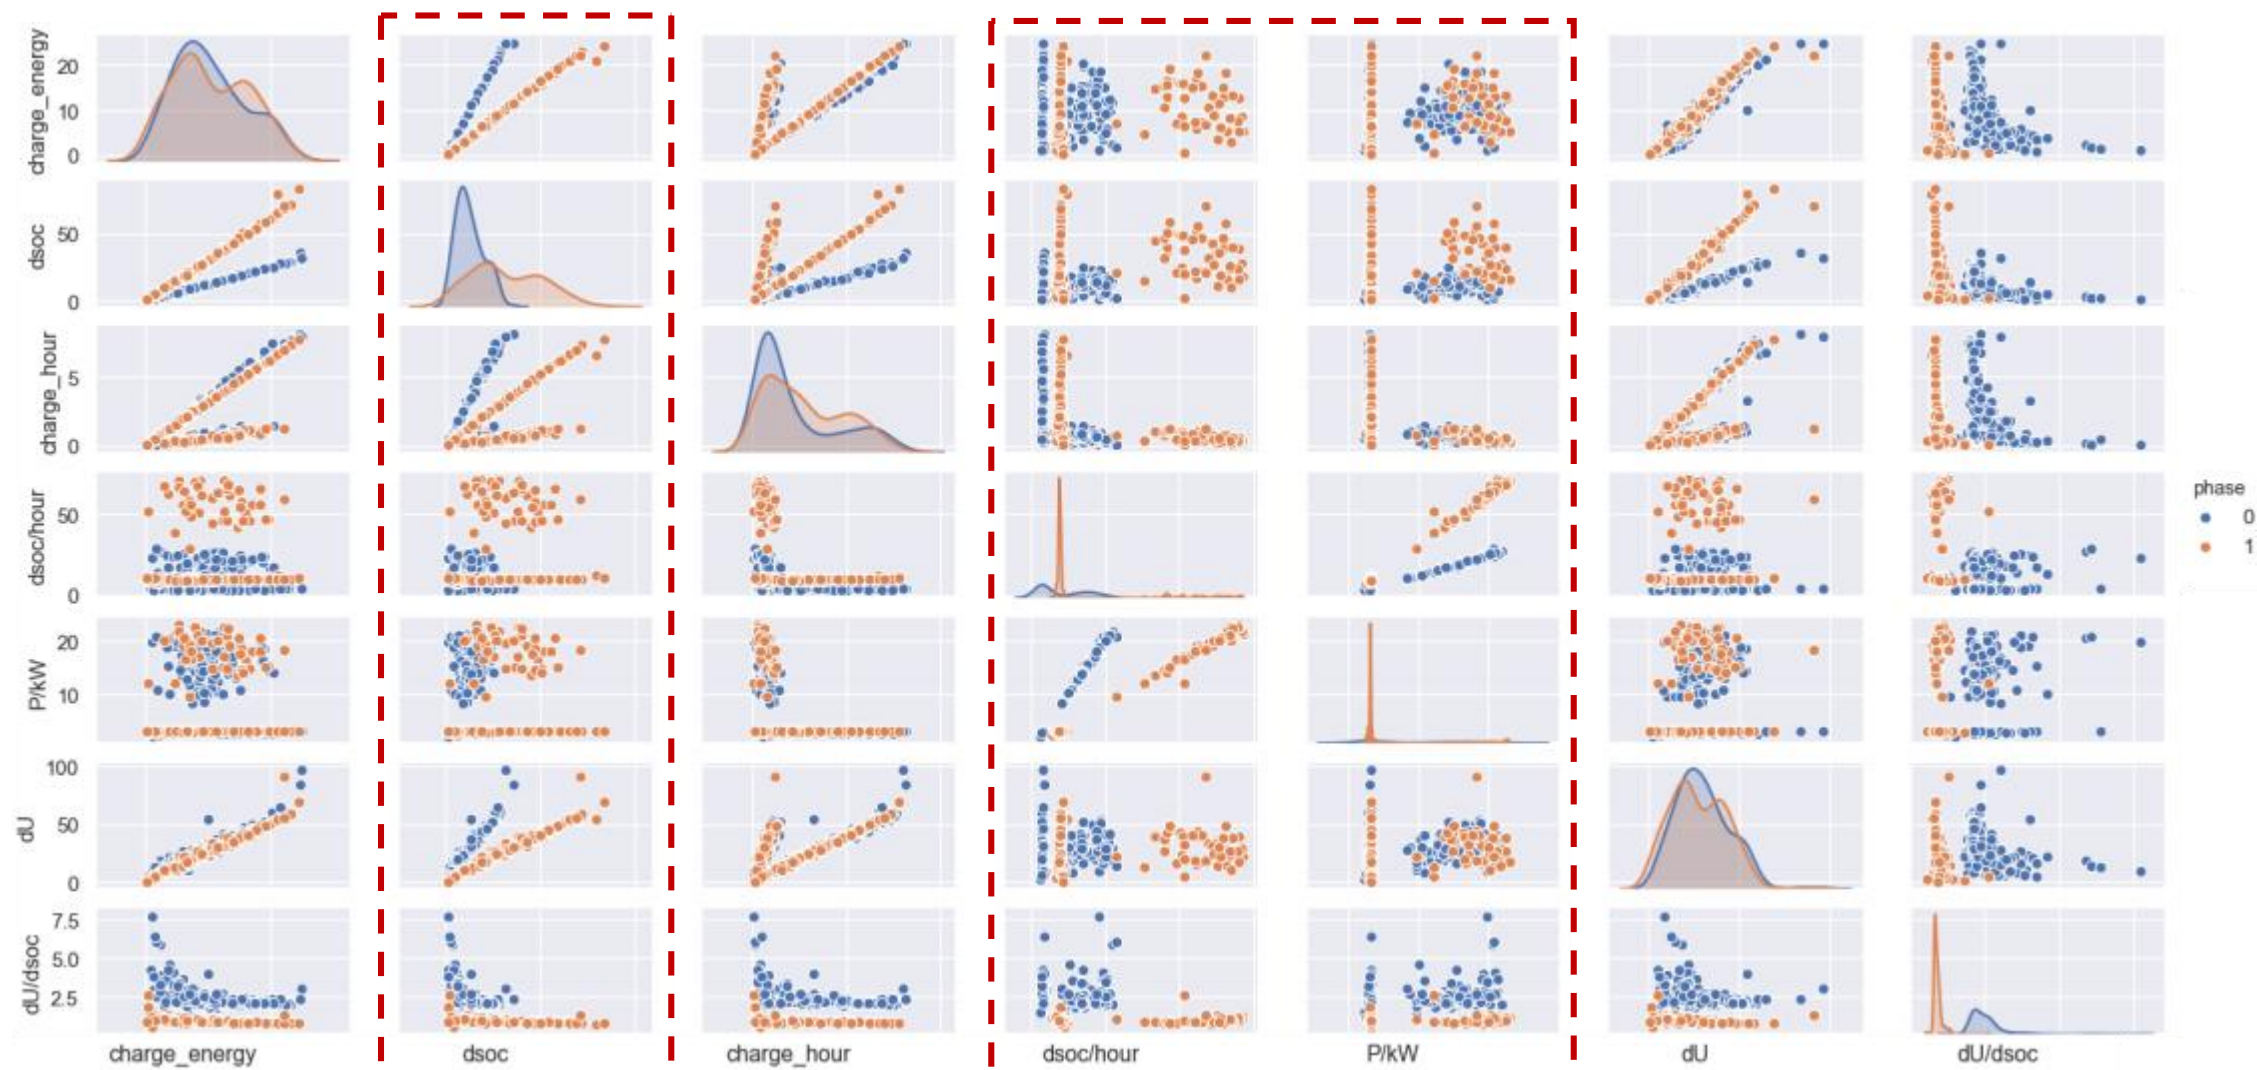 charge_energy
20
10
0
dsoc
50
0
charge_hour
5
0
dsoc/hour
50
0
phase
0
1
P/kW
20
10
dU
100
50
0
dU/dsoc
7.5
5.0
2.5
charge_energy dsoc charge_hour dsoc/hour P/kW dU dU/dsoc